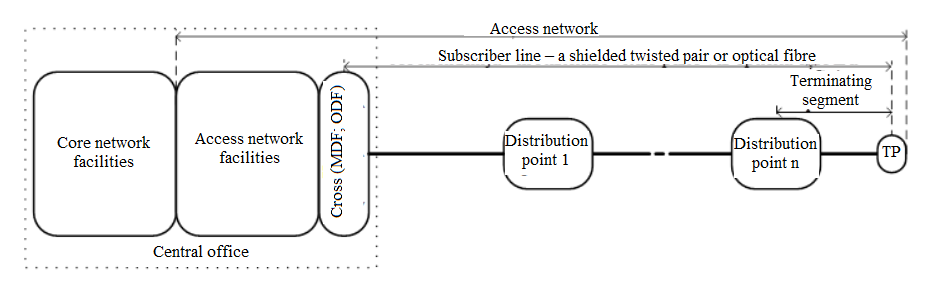 Access network
Subscriber line – a shielded twisted pair or optical fibre
Terminating
segment
Core network
facilities
Access network
facilities
Cross (MDF; ODF)
Distribution
point 1
Distribution
point n
TP
Central office